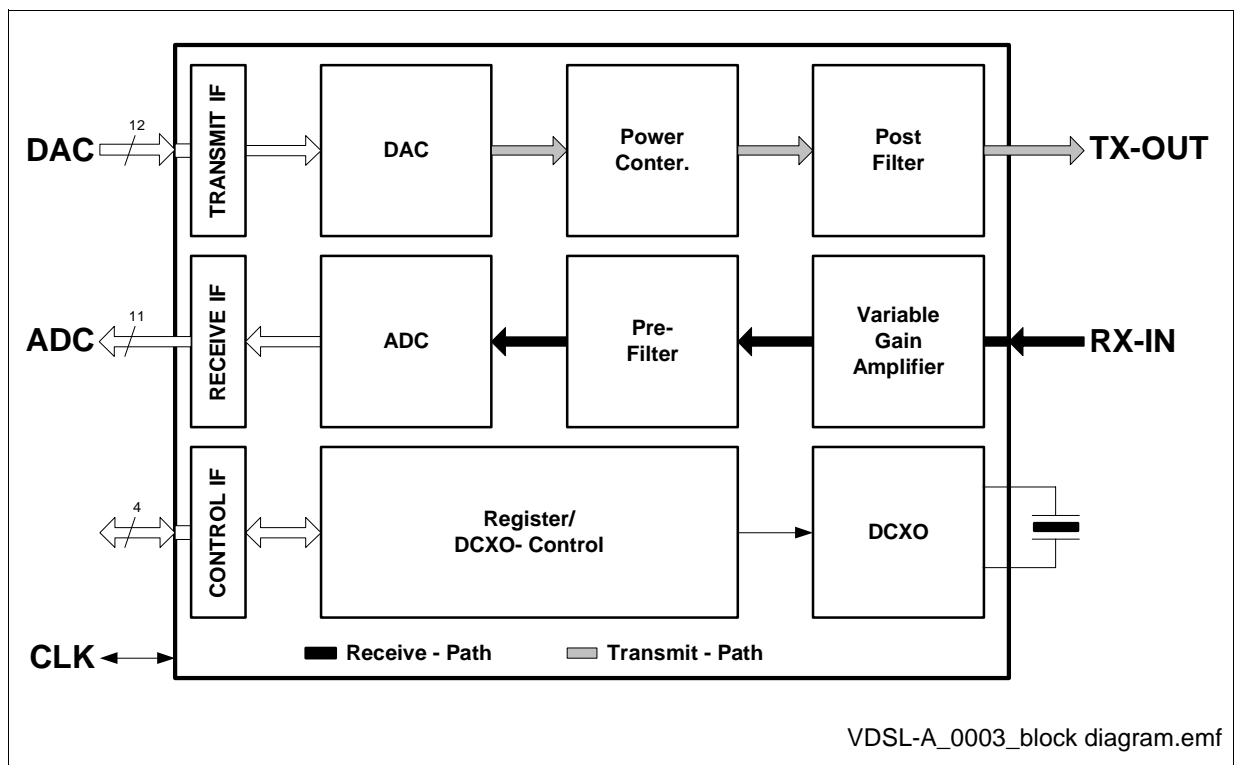 12
DAC
TRANSMIT IF
DAC
Power
Conter.
Post
Filter
TX-OUT
11
ADC
RECEIVE IF
ADC
Pre-
Filter
Variable
Gain
Amplifier
RX-IN
4
CONTROL IF
Register/
DCXO- Control
DCXO
CLK
Receive - Path
Transmit - Path
VDSL-A_0003_block diagram.emf